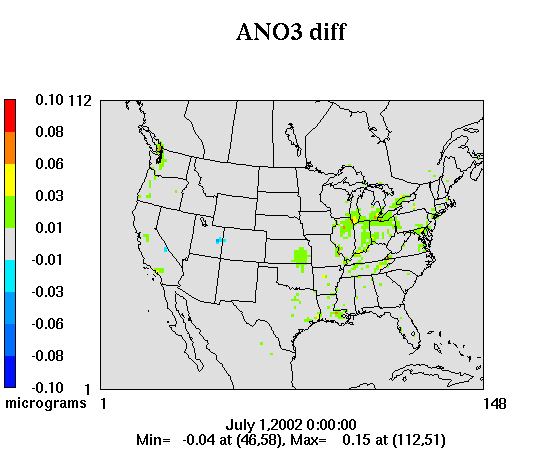 ANO3 diff
0.10 112
0.08
0.06
0.03
0.01
-0.01
-0.03
-0.06
-0.08
-0.10 1
micrograms 1 148
July 1,2002 0:00:00
Min= -0.04 at (46,58), Max= 0.15 at (112,51)